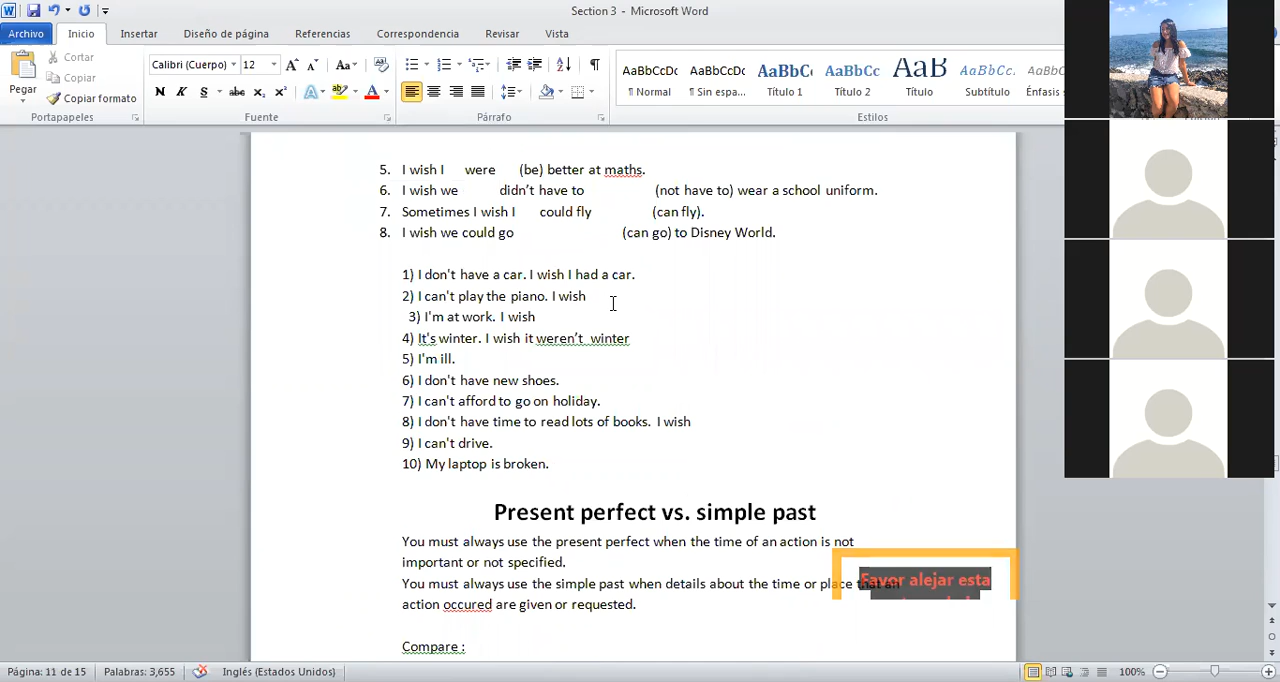 Section 3 - Microsoft Word
Archivo Inicio Insertar Diseño de página Referencias Correspondencia Revisar Vista
Pegar Cortar
Copiar
Copiar formato
Calibri (Cuerpo) 12
AaBbCcDc AaBbCcDc AaBbC( AaBbCc AaB AaBbCc. AaBbCcDc
¶ Normal ¶ Sin espa... Título 1 Título 2 Título Subtítulo Énfasis
Portapapeles Fuente Párrafo Estilos
5. I wish I were (be) better at maths.
6. I wish we didn't have to (not have to) wear a school uniform.
7. Sometimes I wish I could fly (can fly).
8. I wish we could go (can go) to Disney World.
1) I don't have a car. I wish I had a car.
2) I can't play the piano. I wish
3) I'm at work. I wish
4) It's winter. I wish it weren't winter
5) I'm ill.
6) I don't have new shoes.
7) I can't afford to go on holiday.
8) I don't have time to read lots of books. I wish
9) I can't drive.
10) My laptop is broken.
Present perfect vs. simple past
You must always use the present perfect when the time of an action is not
important or not specified.
You must always use the simple past when details about the time or place that an
action occured are given or requested.
Favor alejar esta
Compare :
Página: 11 de 15 Palabras: 3,655 Inglés (Estados Unidos) 100%